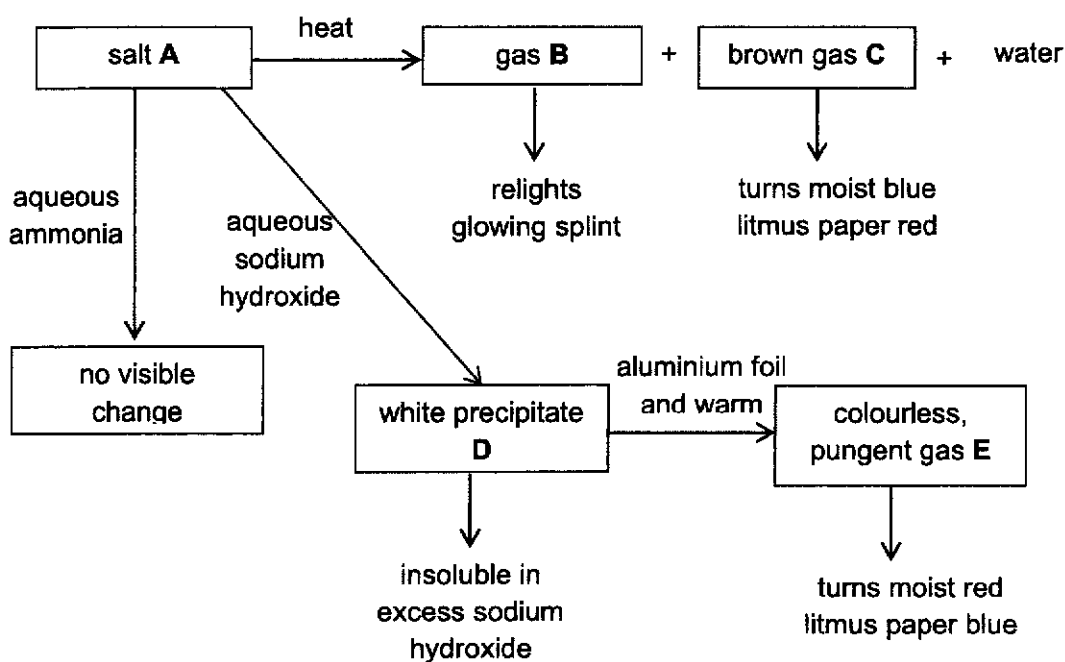 heat
salt A
gas B
+
brown gas C
+
water
aqueous
ammonia
aqueous
sodium
hydroxide
relights
glowing splint
turns moist blue
litmus paper red
no visible
change
white precipitate
D
aluminium foil
and warm
colourless,
pungent gas E
insoluble in
excess sodium
hydroxide
turns moist red
litmus paper blue